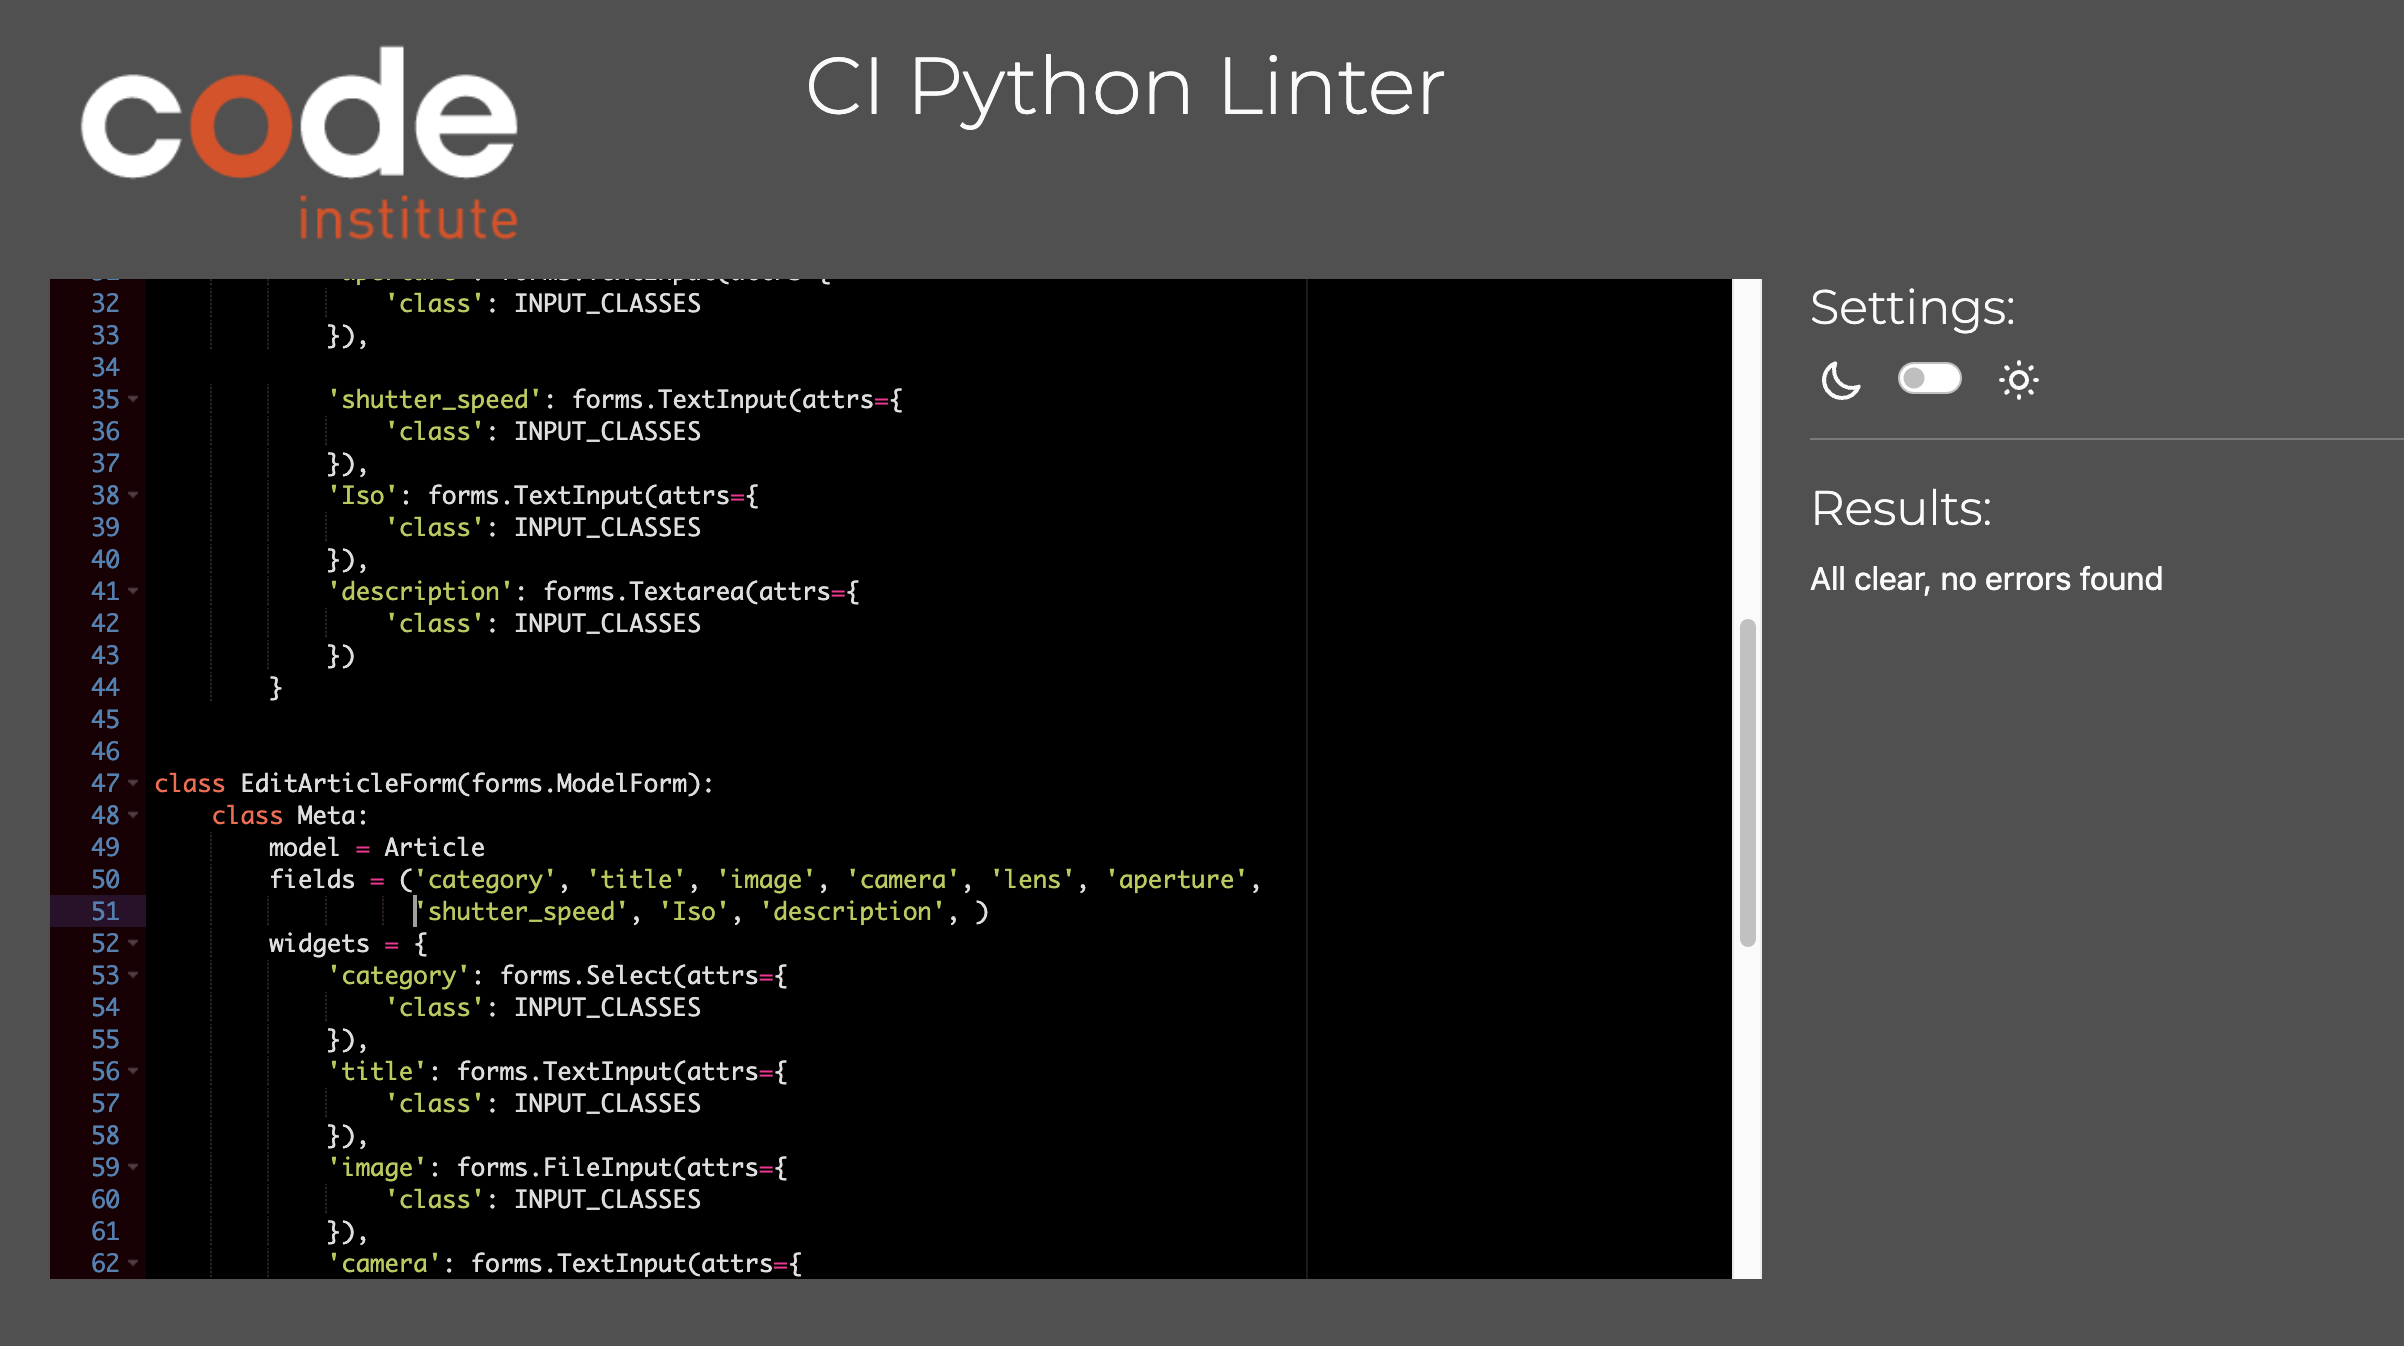 code
institute
CI Python Linter
32 'class': INPUT_CLASSES
33 }),
34
35 'shutter_speed': forms.TextInput(attrs={
36 'class': INPUT_CLASSES
37 }),
38 'Iso': forms.TextInput(attrs={
39 'class': INPUT_CLASSES
40 }),
41 'description': forms.Textarea(attrs={
42 'class': INPUT_CLASSES
43 })
44 }
45
46
47 class EditArticleForm(forms.ModelForm):
48 class Meta:
49 model = Article
50 fields = ('category', 'title', 'image', 'camera', 'lens', 'aperture',
51 'shutter_speed', 'Iso', 'description', )
52 widgets = {
53 'category': forms.Select(attrs={
54 'class': INPUT_CLASSES
55 }),
56 'title': forms.TextInput(attrs={
57 'class': INPUT_CLASSES
58 }),
59 'image': forms.FileInput(attrs={
60 'class': INPUT_CLASSES
61 }),
62 'camera': forms.TextInput(attrs={
Settings:
Results:
All clear, no errors found